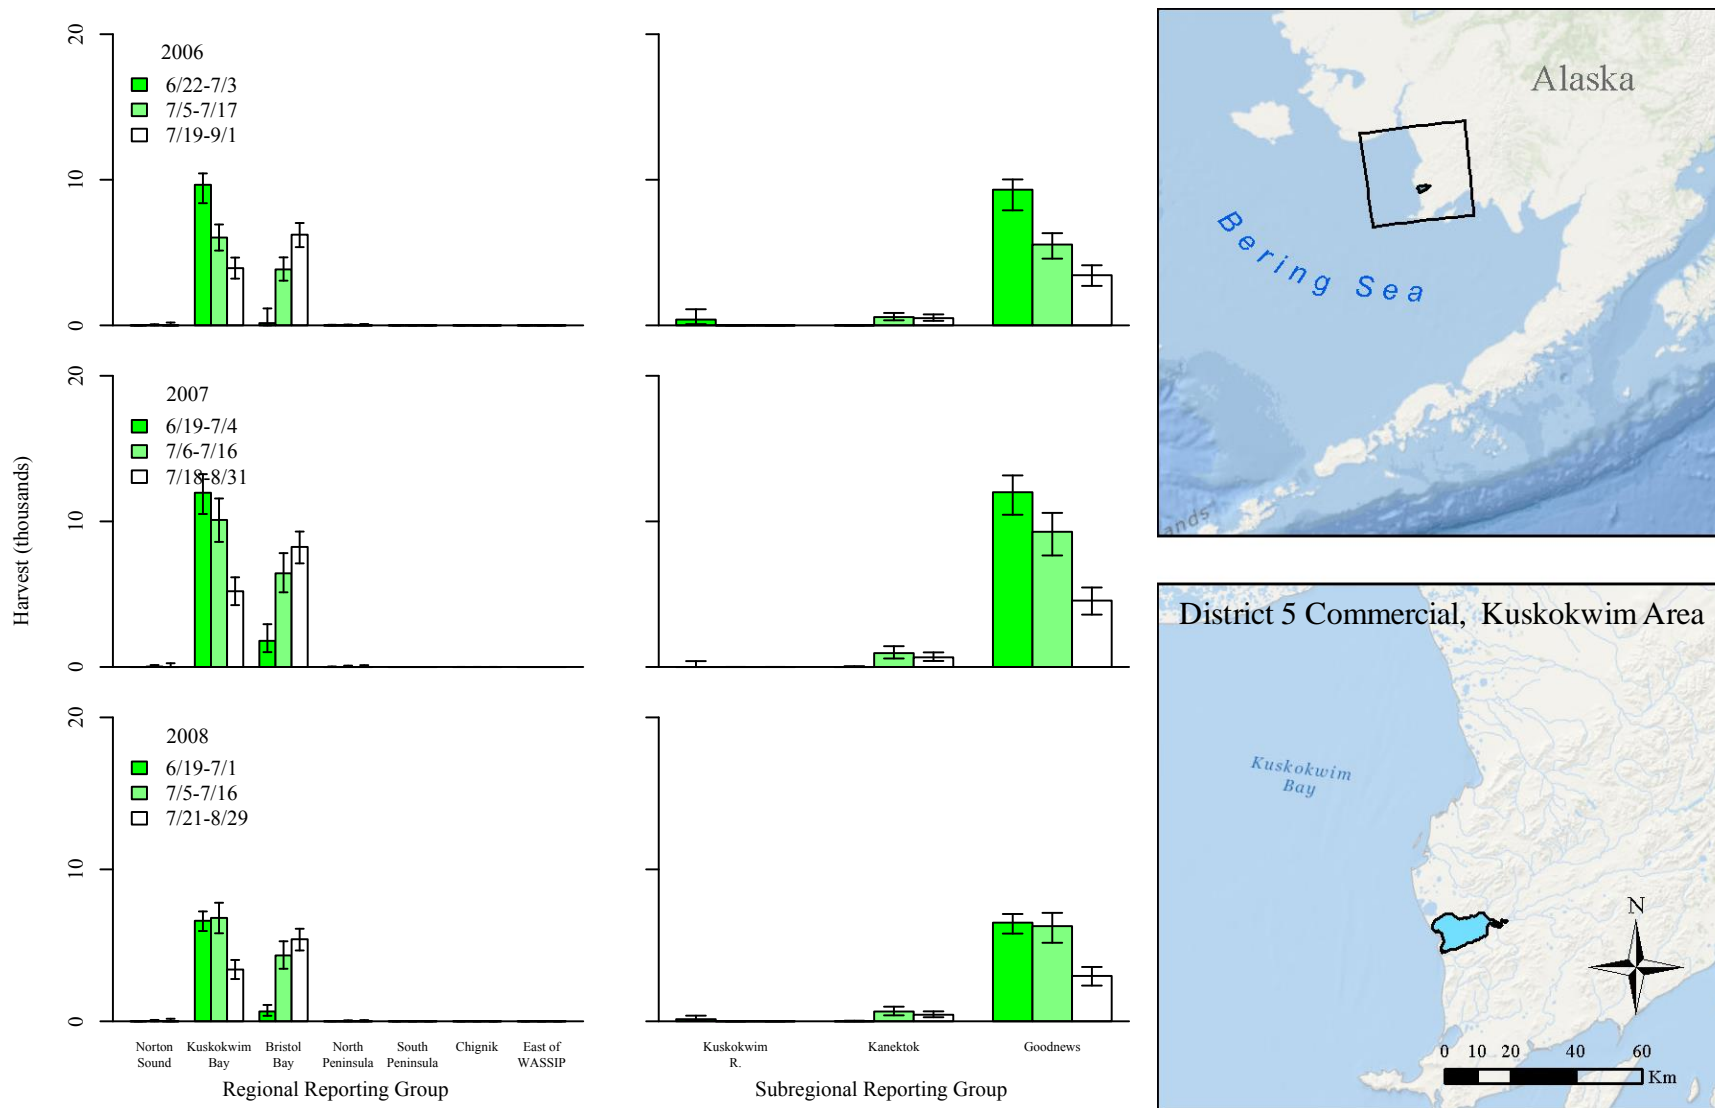 Harvest (thousands)
20
10
0
2006
6/22-7/3
7/5-7/17
7/19-9/1
20
10
0
2007
6/19-7/4
7/6-7/16
7/18-8/31
20
10
0
2008
6/19-7/1
7/5-7/16
7/21-8/29
Norton
Sound
Kuskokwim
Bay
Bristol
Bay
North
Peninsula
South
Peninsula
Chignik
East of
WASSIP
Regional Reporting Group
Kuskokwim
R.
Kanektok
Goodnews
Subregional Reporting Group
Alaska
Bering Sea
ands
District 5 Commercial, Kuskokwim Area
Kuskokwim
Bay
N
0 10 20 40 60
Km